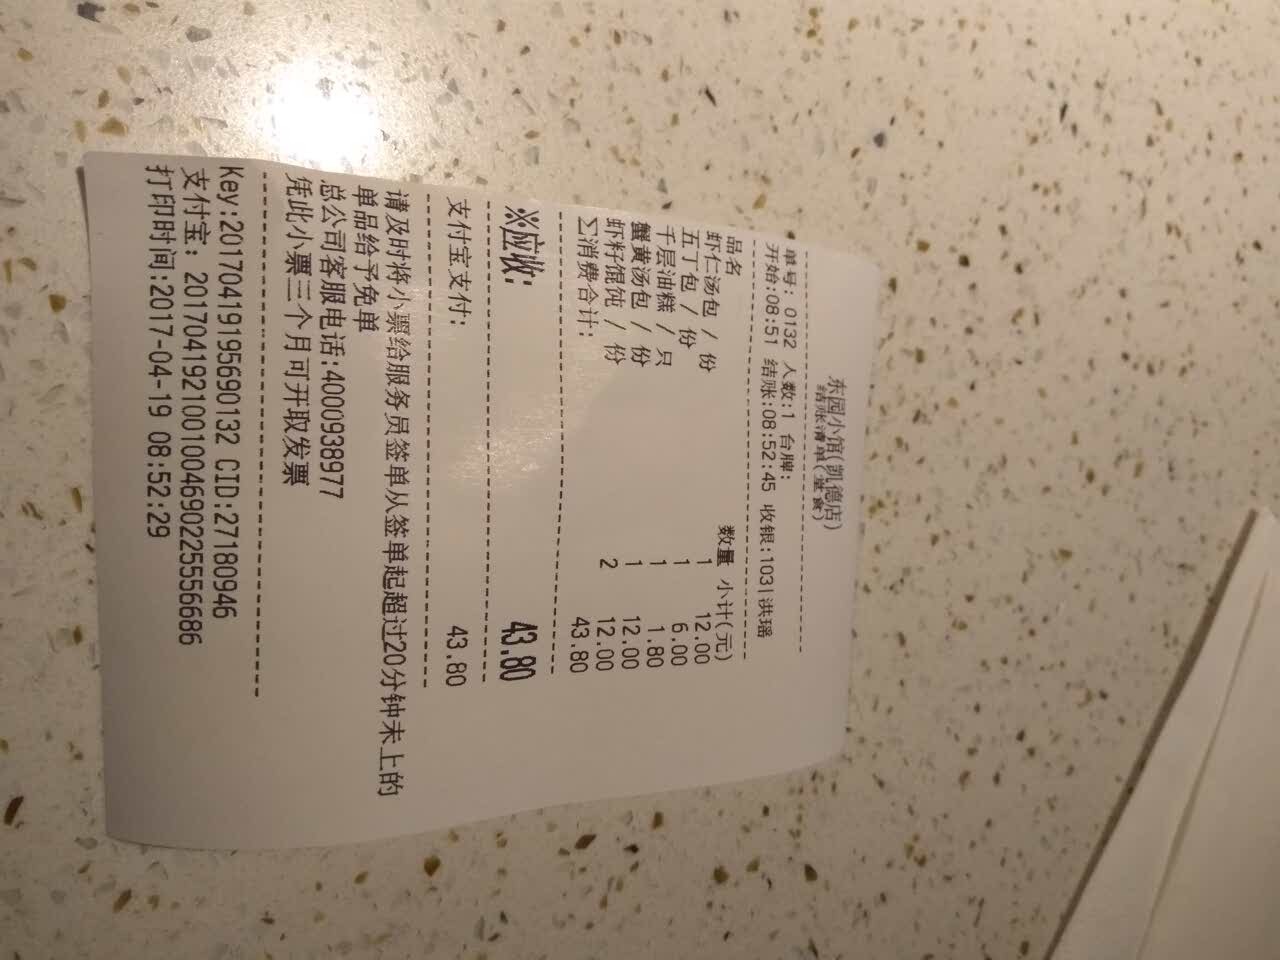 东园小馆(凯德店)
结账清单(堂食)
单号: 0132 人数:1 台牌:
开始:08:51 结账:08:52:45 收银:103|洪瑶
品名 数量 小计(元)
虾仁汤包 / 份 1 12.00
五丁包 / 份 1 6.00
千层油糕 / 只 1 1.80
蟹黄汤包 / 份 1 12.00
虾籽馄饨 / 份 2 12.00
∑消费合计: 43.80
※应收: 43.80
支付宝支付: 43.80
请及时将小票给服务员签单从签单起超过20分钟未上的
单品给予免单
总公司客服电话:4000938977
凭此小票三个月可开取发票
Key:20170419195690132 CID:27180946
支付宝: 2017041921001004690225556686
打印时间:2017-04-19 08:52:29